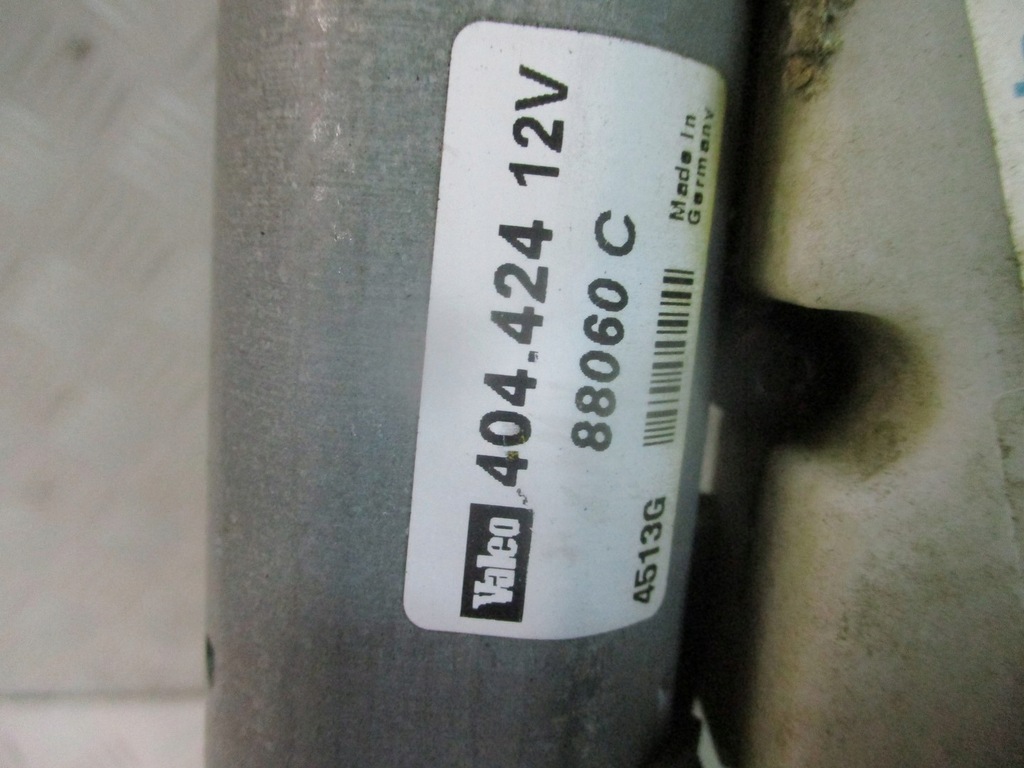 Valeo 404.424 12V
88060 C
4513G
Made in
Germany